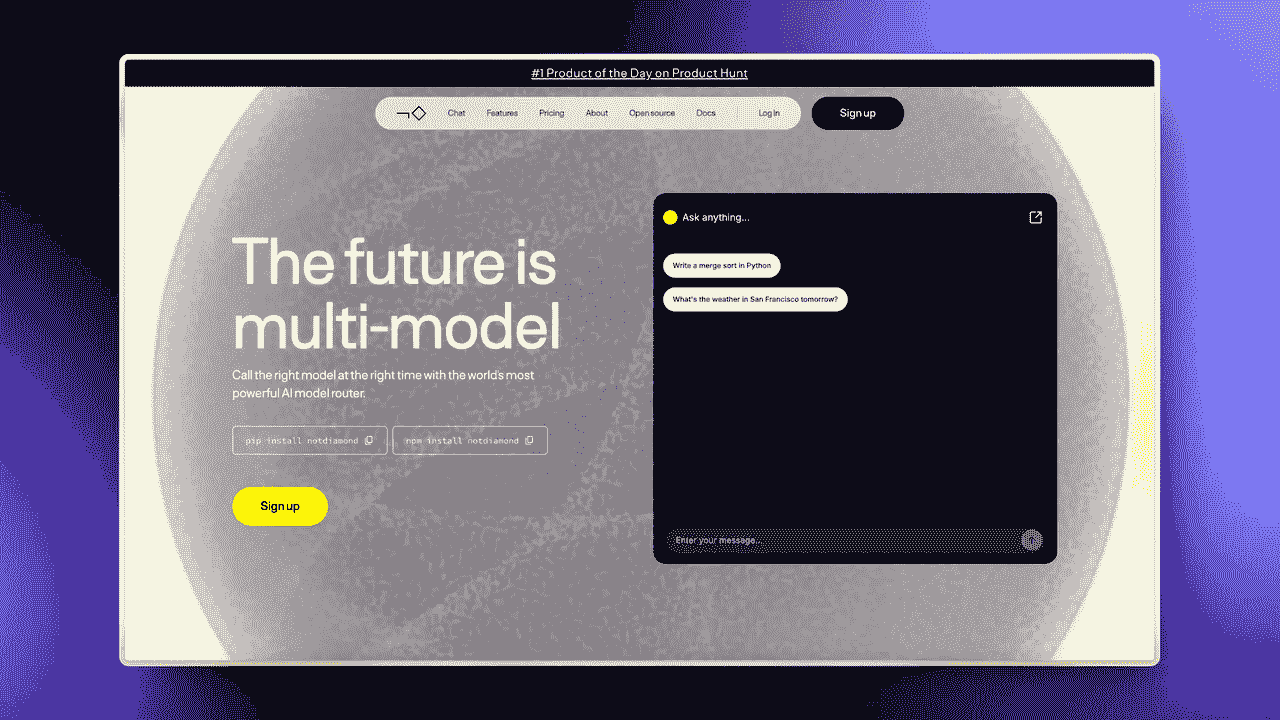 #1 Product of the Day on Product Hunt
Chat Features Pricing About Open source Docs Log in Sign up
The future is
multi-model
Call the right model at the right time with the world's most
powerful AI model router.
pip install notdiamond npm install notdiamond
Sign up
Ask anything...
Write a merge sort in Python
What's the weather in San Francisco tomorrow?
Enter your message...